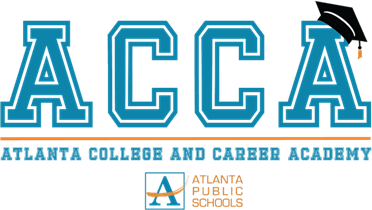 ACCA
ATLANTA COLLEGE AND CAREER ACADEMY
A
ATLANTA
PUBLIC
SCHOOLS